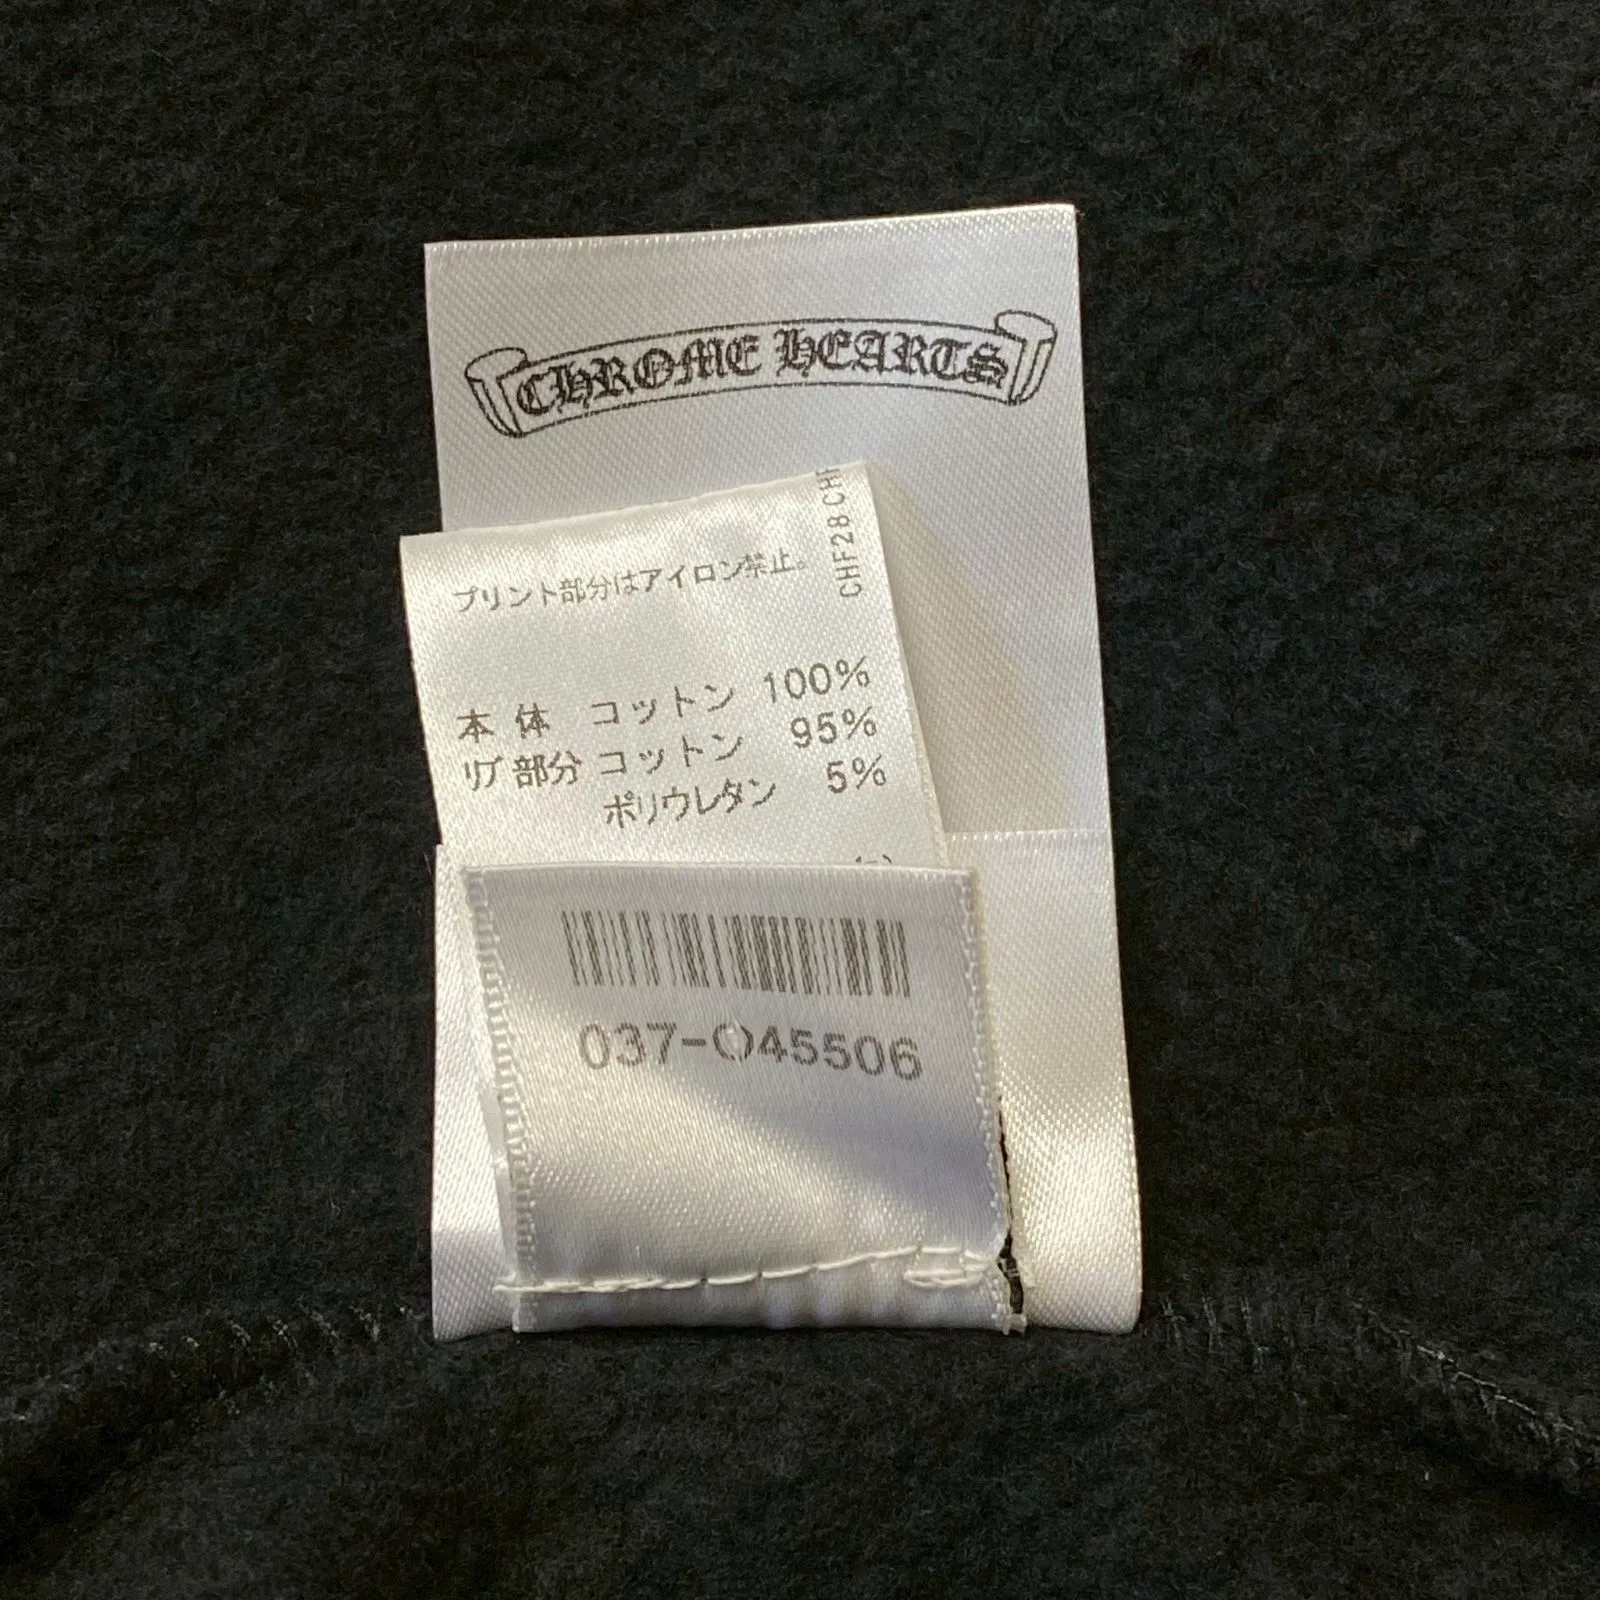 CHROME HEARTS
CHF28 CHF
プリント部分はアイロン禁止。
本体 コットン 100%
リブ部分 コットン 95%
ポリウレタン 5%
037-045506